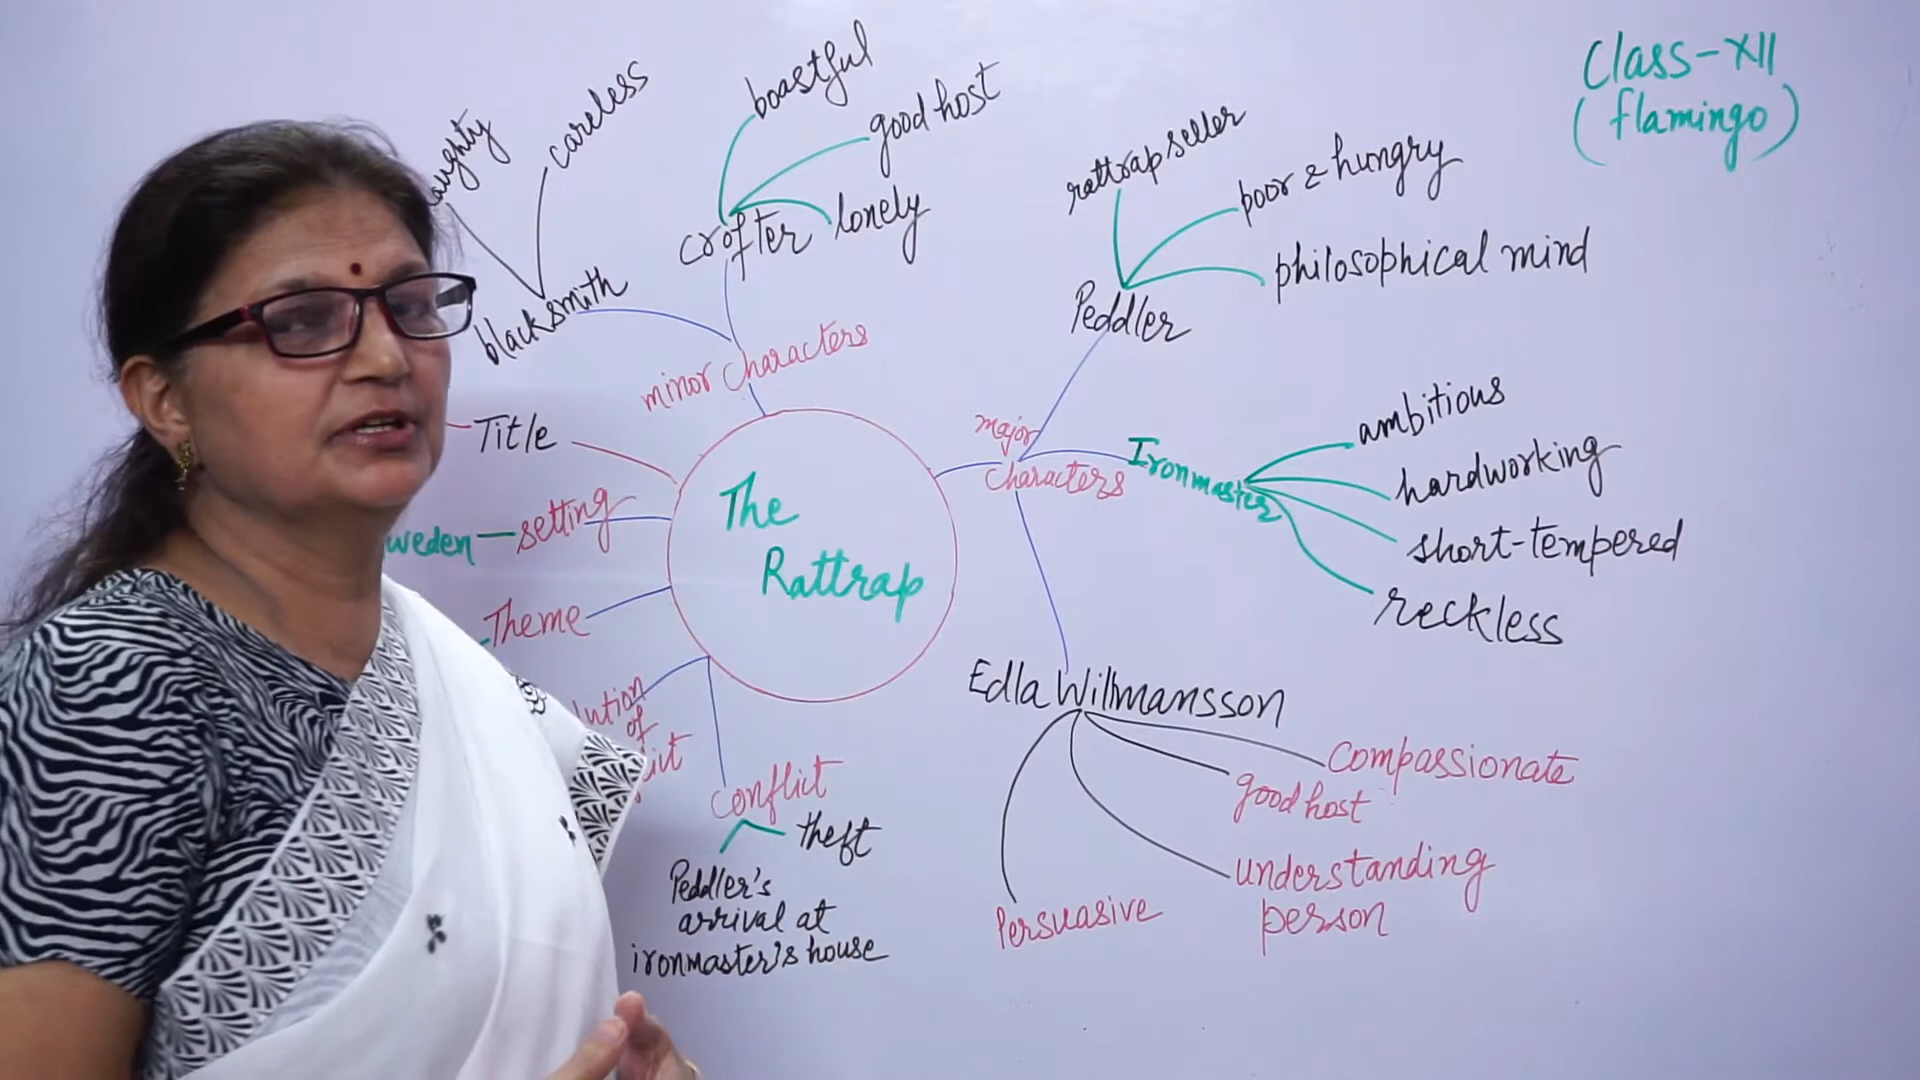 Class-XII
(flamingo)
The
Rattrap
minor characters
blacksmith
careless
crofter
boastful
good host
lonely
major
characters
Peddler
rattrap seller
poor & hungry
philosophical mind
Ironmaster
ambitious
hardworking
short-tempered
reckless
Edla Willmansson
compassionate
good host
understanding
person
Persuasive
Conflict
theft
Peddler's
arrival at
ironmaster's house
of
Theme
setting
Title